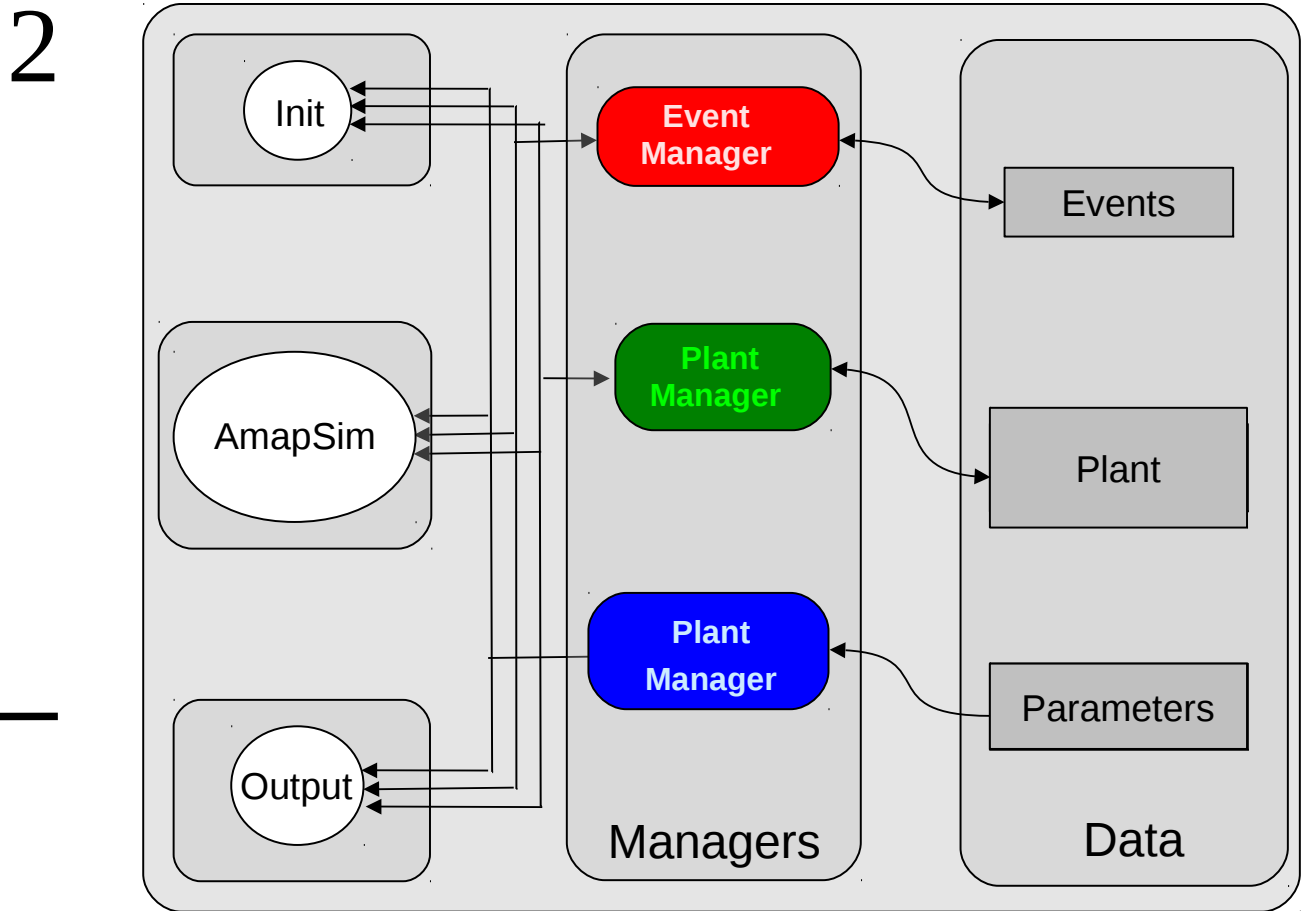 2
Init
Event
Manager
Events
Plant
Manager
AmapSim
Plant
Plant
Manager
Parameters
Output
Managers
Data